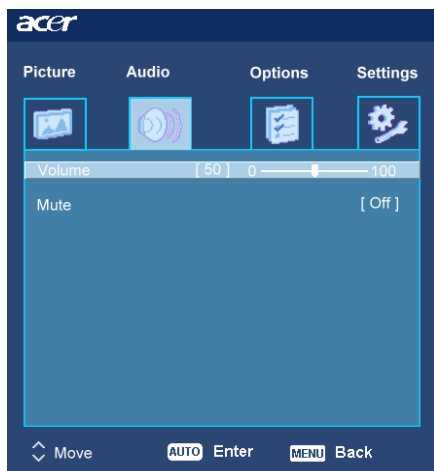 acer
Picture Audio Options Settings
Volume [ 50 ] 0 100
Mute [ Off ]
Move AUTO Enter MENU Back